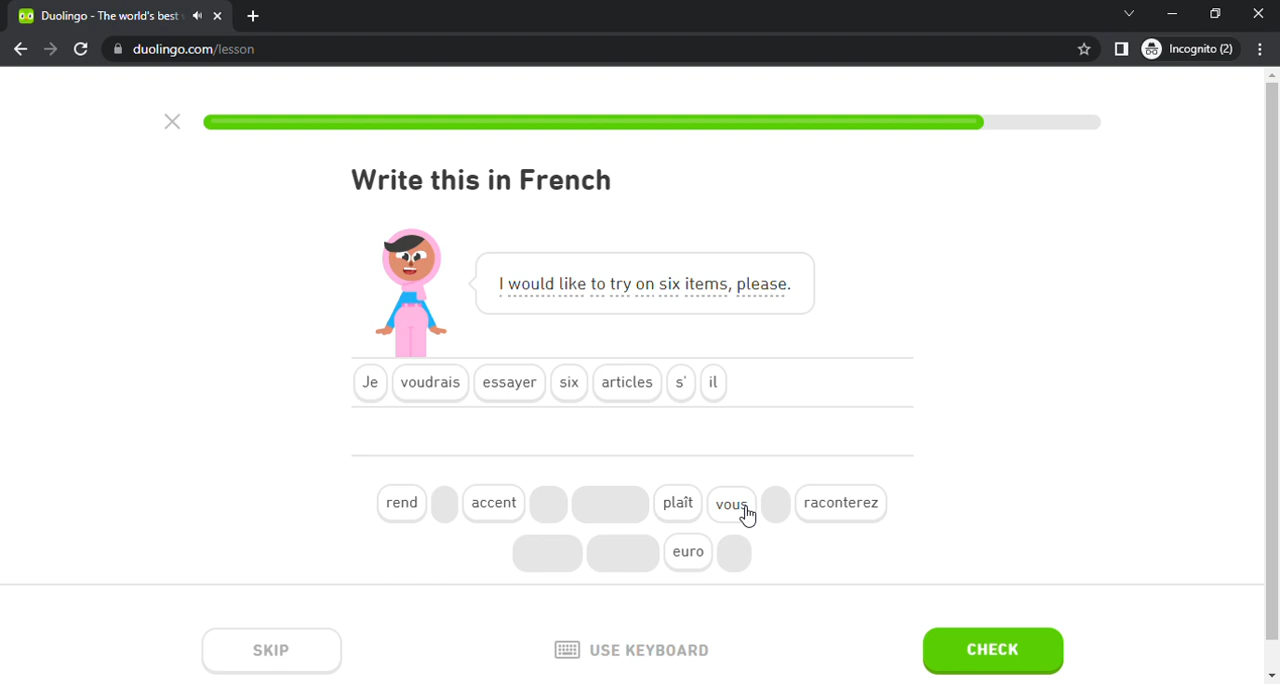 Duolingo - The world's best
duolingo.com/lesson
Incognito (2)
Write this in French
I would like to try on six items, please.
Je voudrais essayer six articles s' il
rend accent plaît vous raconterez
euro
SKIP USE KEYBOARD CHECK